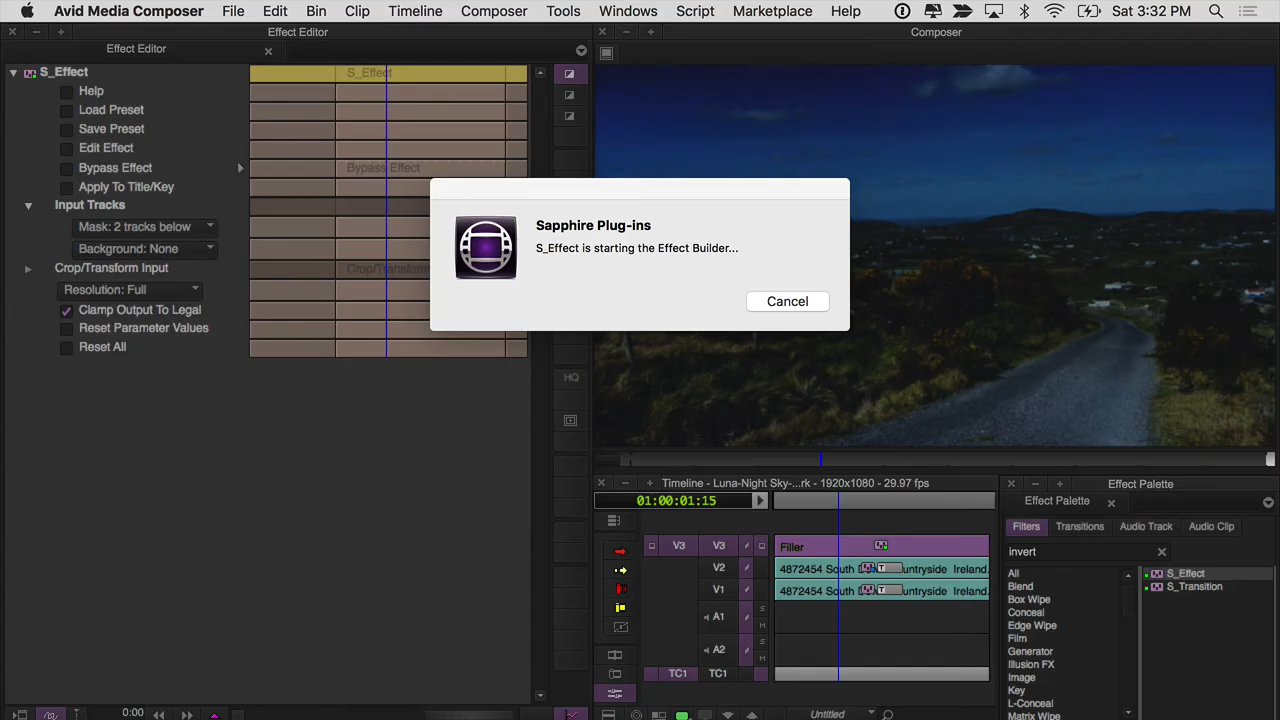 Avid Media Composer File Edit Bin Clip Timeline Composer Tools Windows Script Marketplace Help Sat 3:32 PM
Effect Editor
Effect Editor
S_Effect
S_Effect
Help
Load Preset
Save Preset
Edit Effect
Bypass Effect
Bypass Effect
Apply To Title/Key
Input Tracks
Mask: 2 tracks below
Background: None
Crop/Transform Input
Crop/Transform
Resolution: Full
Clamp Output To Legal
Reset Parameter Values
Reset All
HQ
0:00
Sapphire Plug-ins
S_Effect is starting the Effect Builder...
Cancel
Composer
Timeline - Luna-Night Sky-...rk - 1920x1080 - 29.97 fps
01:00:01:15
V3 V3 Filler
V2 4872454 South untryside Ireland.
V1 4872454 South untryside Ireland.
A1 S M
A2 S M
TC1 TC1
Untitled
Effect Palette
Effect Palette
Filters Transitions Audio Track Audio Clip
invert
All
Blend
Box Wipe
Conceal
Edge Wipe
Film
Generator
Illusion FX
Image
Key
L-Conceal
Matrix Wipe
S_Effect
S_Transition